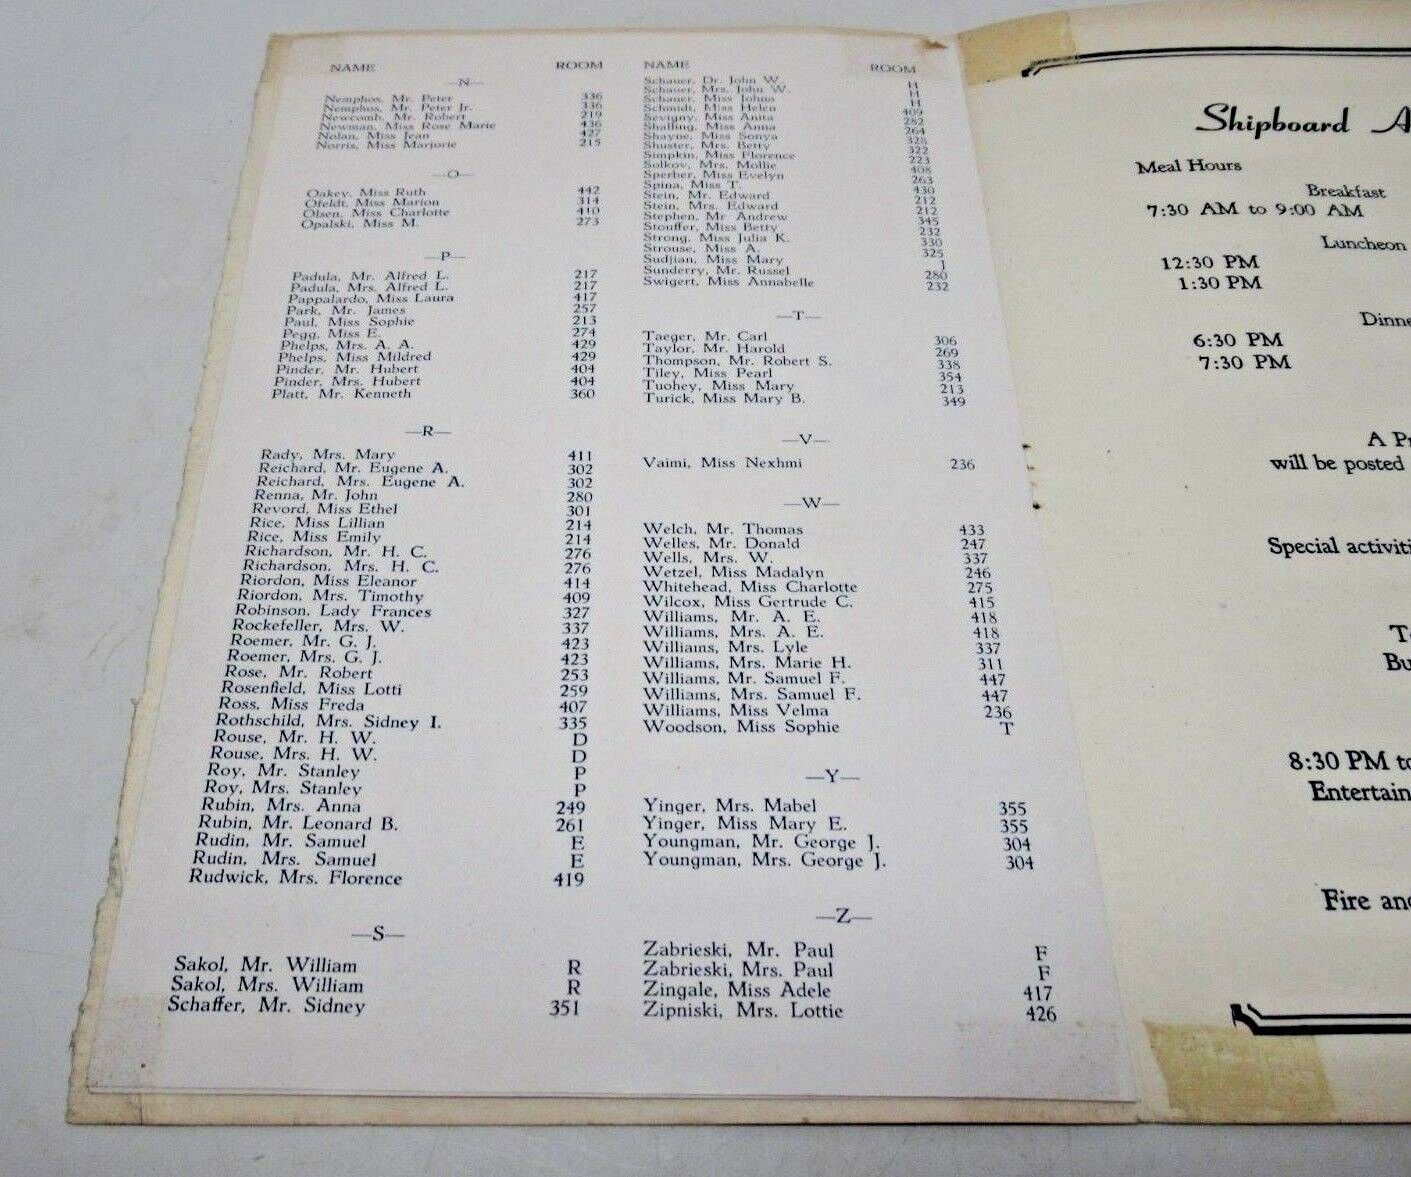 NAME ROOM
—N—
Nemphos, Mr. Peter 336
Nemphos, Mr. Peter Jr. 336
Newcomb, Mr. Robert 219
Newman, Miss Rose Marie 436
Nolan, Miss Jean 427
Norris, Miss Marjorie 215
—O—
Oakey, Miss Ruth 442
Ofeldt, Miss Marion 314
Olsen, Miss Charlotte 410
Opalski, Miss M. 273
—P—
Padula, Mr. Alfred L. 217
Padula, Mrs. Alfred L. 217
Pappalardo, Miss Laura 417
Park, Mr. James 257
Paul, Miss Sophie 213
Pegg, Miss E. 274
Phelps, Mrs. A. A. 429
Phelps, Miss Mildred 429
Pinder, Mr. Hubert 404
Pinder, Mrs. Hubert 404
Platt, Mr. Kenneth 360
—R—
Rady, Mrs. Mary 411
Reichard, Mr. Eugene A. 302
Reichard, Mrs. Eugene A. 302
Renna, Mr. John 280
Revord, Miss Ethel 301
Rice, Miss Lillian 214
Rice, Miss Emily 214
Richardson, Mr. H. C. 276
Richardson, Mrs. H. C. 276
Riordon, Miss Eleanor 414
Riordon, Mrs. Timothy 409
Robinson, Lady Frances 327
Rockefeller, Mrs. W. 337
Roemer, Mr. G. J. 423
Roemer, Mrs. G. J. 423
Rose, Mr. Robert 253
Rosenfield, Miss Lotti 259
Ross, Miss Freda 407
Rothschild, Mrs. Sidney I. 335
Rouse, Mr. H. W. D
Rouse, Mrs. H. W. D
Roy, Mr. Stanley P
Roy, Mrs. Stanley P
Rubin, Mrs. Anna 249
Rubin, Mr. Leonard B. 261
Rudin, Mr. Samuel E
Rudin, Mrs. Samuel E
Rudwick, Mrs. Florence 419
—S—
Sakol, Mr. William R
Sakol, Mrs. William R
Schaffer, Mr. Sidney 351
NAME ROOM
Schauer, Dr. John W. H
Schauer, Mrs. John W. H
Schauer, Miss Johna H
Schmidt, Miss Helen 409
Sevigny, Miss Anita 282
Shalling, Miss Anna 264
Shayne, Miss Sonya 328
Shuster, Mrs. Betty 322
Simpkin, Miss Florence 223
Solkov, Mrs. Mollie 408
Sperber, Miss Evelyn 263
Spina, Miss T. 430
Stein, Mr. Edward 212
Stein, Mrs. Edward 212
Stephen, Mr Andrew 345
Stouffer, Miss Betty 232
Strong, Miss Julia K. 330
Strouse, Miss A. 325
Sudjian, Miss Mary J
Sunderry, Mr. Russel 280
Swigert, Miss Annabelle 232
—T—
Taeger, Mr. Carl 306
Taylor, Mr. Harold 269
Thompson, Mr. Robert S. 338
Tiley, Miss Pearl 354
Tuohey, Miss Mary 213
Turick, Miss Mary B. 349
—V—
Vaimi, Miss Nexhmi 236
—W—
Welch, Mr. Thomas 433
Welles, Mr. Donald 247
Wells, Mrs. W. 337
Wetzel, Miss Madalyn 246
Whitehead, Miss Charlotte 275
Wilcox, Miss Gertrude C. 415
Williams, Mr. A. E. 418
Williams, Mrs. A. E. 418
Williams, Mrs. Lyle 337
Williams, Mrs. Marie H. 311
Williams, Mr. Samuel F. 447
Williams, Mrs. Samuel F. 447
Williams, Miss Velma 236
Woodson, Miss Sophie T
—Y—
Yinger, Mrs. Mabel 355
Yinger, Miss Mary E. 355
Youngman, Mr. George J. 304
Youngman, Mrs. George J. 304
—Z—
Zabrieski, Mr. Paul F
Zabrieski, Mrs. Paul F
Zingale, Miss Adele 417
Zipniski, Mrs. Lottie 426
Shipboard A
Meal Hours
Breakfast
7:30 AM to 9:00 AM
Luncheon
12:30 PM
1:30 PM
Dinne
6:30 PM
7:30 PM
A P
will be posted
Special activiti
T
Bu
8:30 PM to
Entertain
Fire and